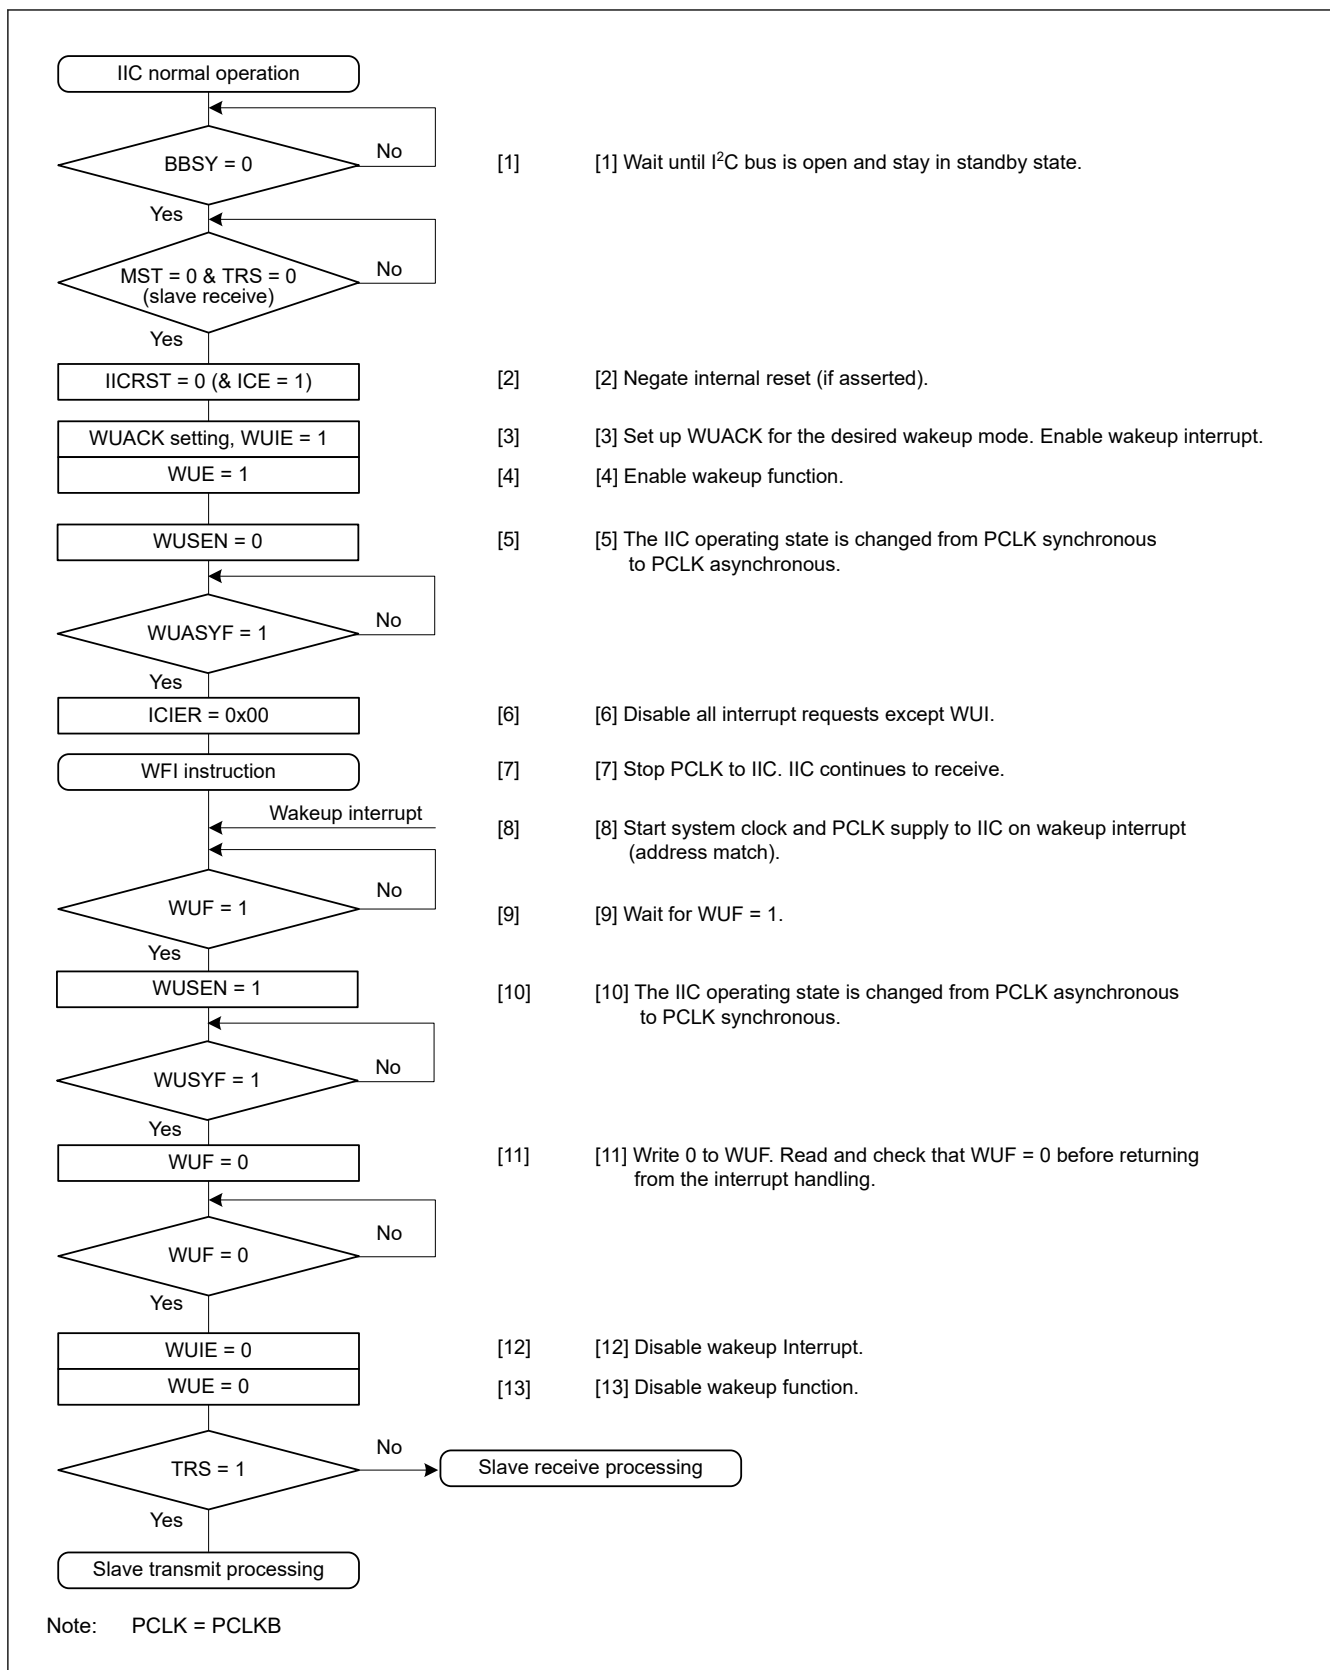 IIC normal operation
BBSY = 0
No
[1] [1] Wait until I²C bus is open and stay in standby state.
Yes
MST = 0 & TRS = 0
(slave receive)
No
Yes
IICRST = 0 (& ICE = 1)
[2] [2] Negate internal reset (if asserted).
WUACK setting, WUIE = 1
[3] [3] Set up WUACK for the desired wakeup mode. Enable wakeup interrupt.
WUE = 1
[4] [4] Enable wakeup function.
WUSEN = 0
[5] [5] The IIC operating state is changed from PCLK synchronous
to PCLK asynchronous.
WUASYF = 1
No
Yes
ICIER = 0x00
[6] [6] Disable all interrupt requests except WUI.
WFI instruction
[7] [7] Stop PCLK to IIC. IIC continues to receive.
Wakeup interrupt
[8] [8] Start system clock and PCLK supply to IIC on wakeup interrupt
(address match).
WUF = 1
No
[9] [9] Wait for WUF = 1.
Yes
WUSEN = 1
[10] [10] The IIC operating state is changed from PCLK asynchronous
to PCLK synchronous.
WUSYF = 1
No
Yes
WUF = 0
[11] [11] Write 0 to WUF. Read and check that WUF = 0 before returning
from the interrupt handling.
WUF = 0
No
Yes
WUIE = 0
[12] [12] Disable wakeup Interrupt.
WUE = 0
[13] [13] Disable wakeup function.
TRS = 1
No
Slave receive processing
Yes
Slave transmit processing
Note: PCLK = PCLKB